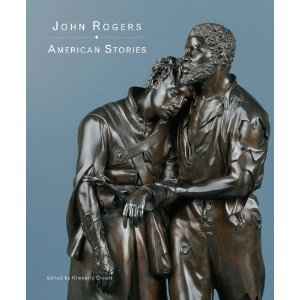 JOHN ROGERS
AMERICAN STORIES
Edited by Kimberly Orcutt